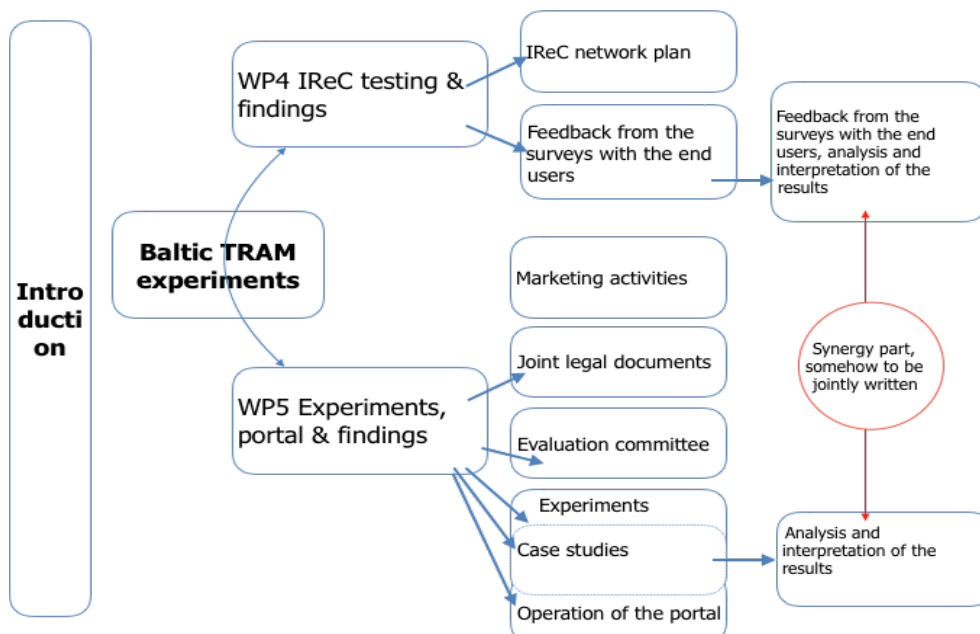 Intro
ducti
on
Baltic TRAM
experiments
WP4 IReC testing &
findings
IReC network plan
Feedback from the
surveys with the end
users
Feedback from the
surveys with the end
users, analysis and
interpretation of the
results
WP5 Experiments,
portal & findings
Marketing activities
Joint legal documents
Evaluation committee
Experiments
Case studies
Operation of the portal
Synergy part,
somehow to be
jointly written
Analysis and
interpretation of the
results